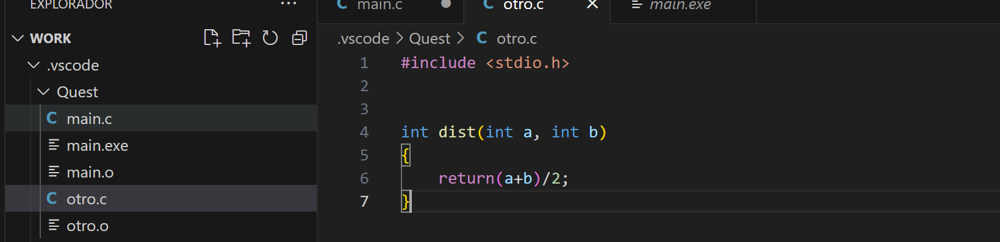 EXPLORADOR ···
WORK
.vscode
Quest
C main.c
main.exe
main.o
C otro.c
otro.o
C main.c
C otro.c
main.exe
.vscode > Quest > C otro.c
1 #include <stdio.h>
2
3
4 int dist(int a, int b)
5 {
6 return(a+b)/2;
7 }